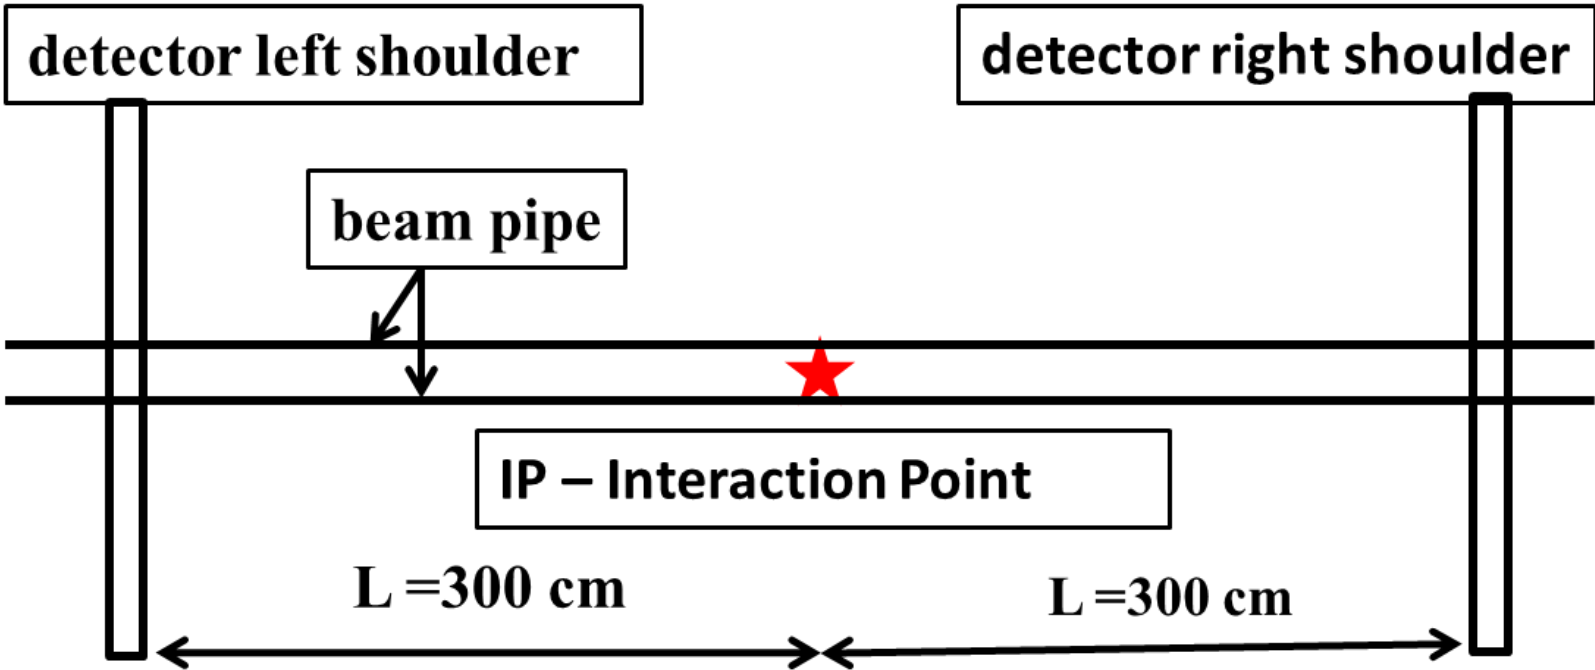 detector left shoulder
detector right shoulder
beam pipe
IP – Interaction Point
L =300 cm
L =300 cm